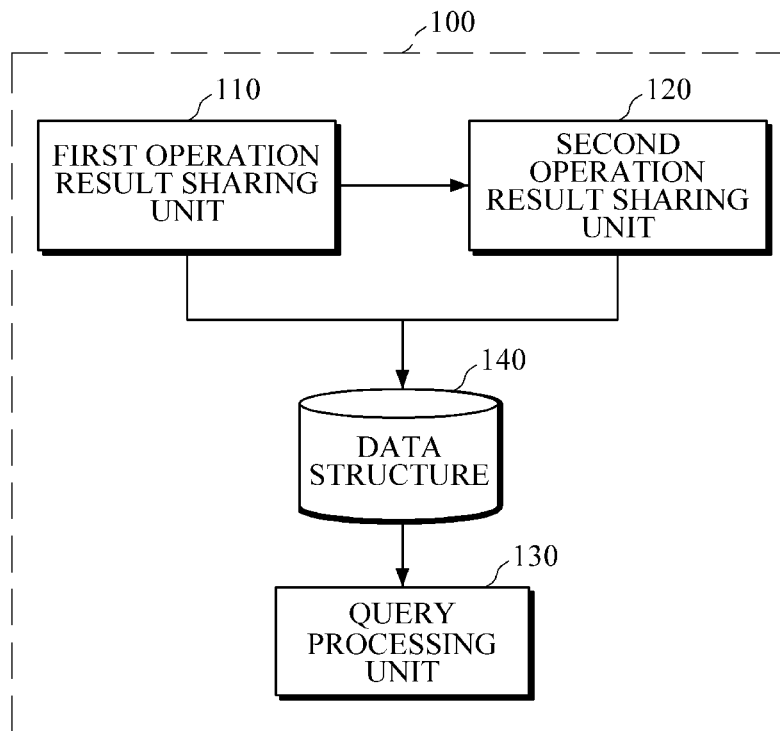 100
110
120
FIRST OPERATION
RESULT SHARING
UNIT
SECOND
OPERATION
RESULT SHARING
UNIT
140
DATA
STRUCTURE
130
QUERY
PROCESSING
UNIT